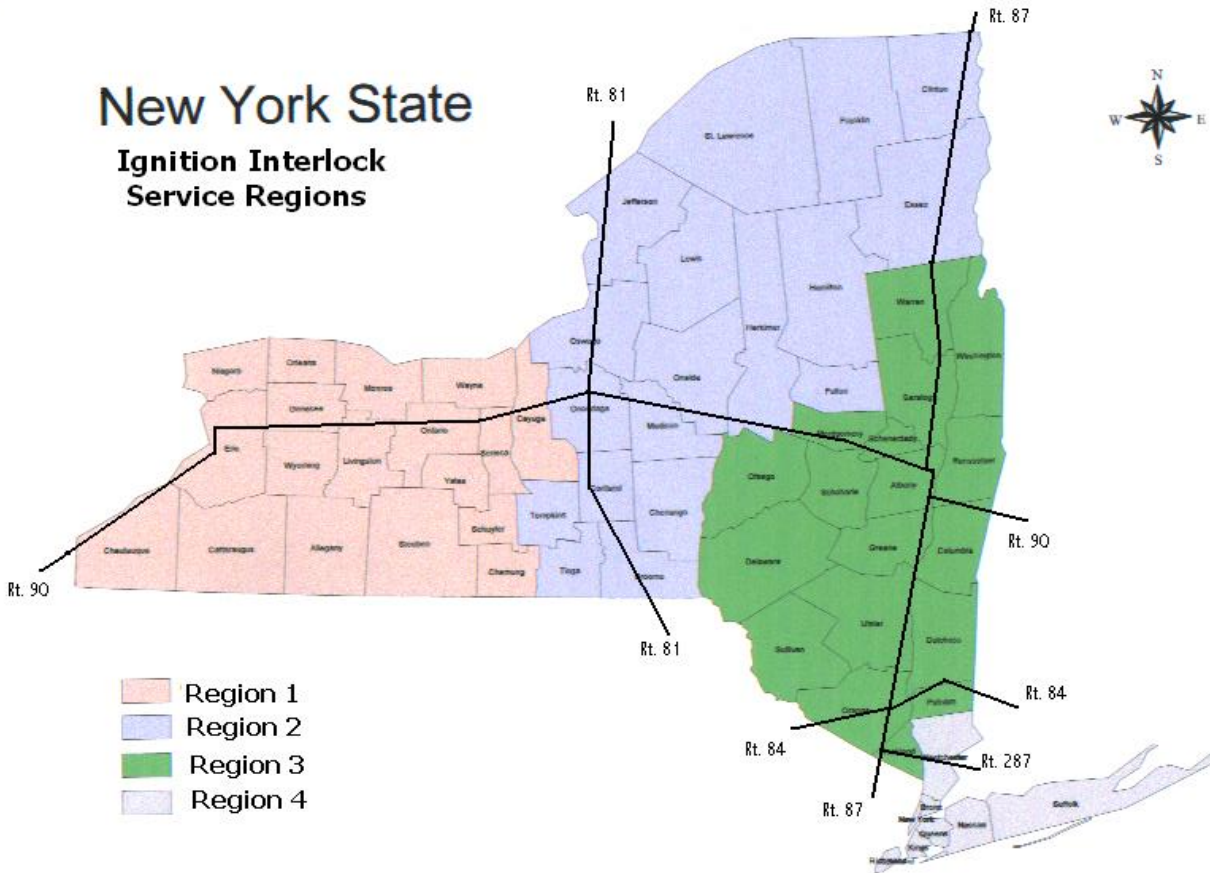 Rt. 87
New York State
Rt. 81
N
W E
S
Ignition Interlock
Service Regions
Clinton
Franklin
St. Lawrence
Jefferson
Essex
Lewis
Hamilton
Warren
Herkimer
Oswego
Washington
Niagara
Orleans
Monroe
Wayne
Oneida
Fulton
Saratoga
Genesee
Cayuga
Onondaga
Madison
Ontario
Montgomery
Schenectady
Erie
Wyoming
Livingston
Seneca
Yates
Otsego
Rensselaer
Cortland
Schoharie
Albany
Tompkins
Chenango
Schuyler
Rt. 90
Chautauqua
Cattaraugus
Allegany
Steuben
Greene
Columbia
Delaware
Chemung
Tioga
Broome
Rt. 90
Ulster
Dutchess
Rt. 81
Sullivan
Region 1
Region 2
Region 3
Region 4
Orange
Putnam
Rt. 84
Rt. 84
Westchester
Rt. 287
Rt. 87
Bronx
Suffolk
New York
Nassau
Queens
Kings
Richmond